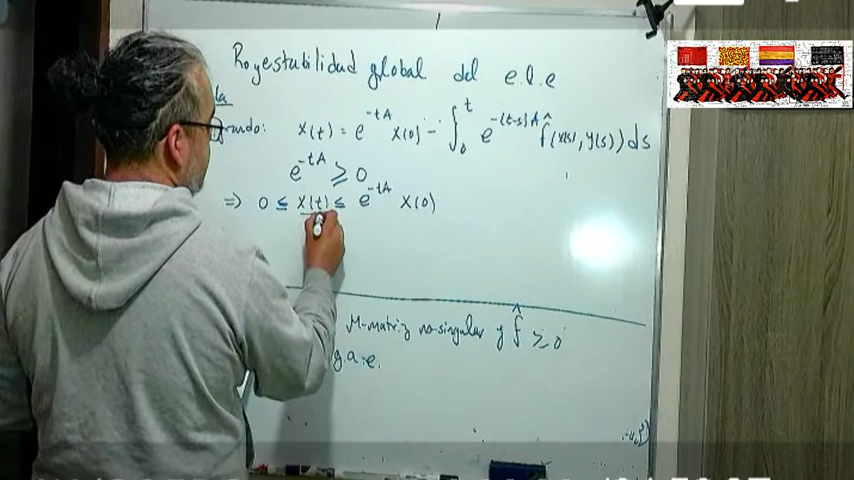 Royestabilidad global del e.l.e
x(t) = e^{-tA} x(0) - ∫_0^t e^{-(t-s)A} f̂(x(s), y(s)) ds
e^{-tA} ≥ 0
⇒ 0 ≤ x(t) ≤ e^{-tA} x(0)
M-matriz no-singular y f̂ ≥ 0
g.a.e.